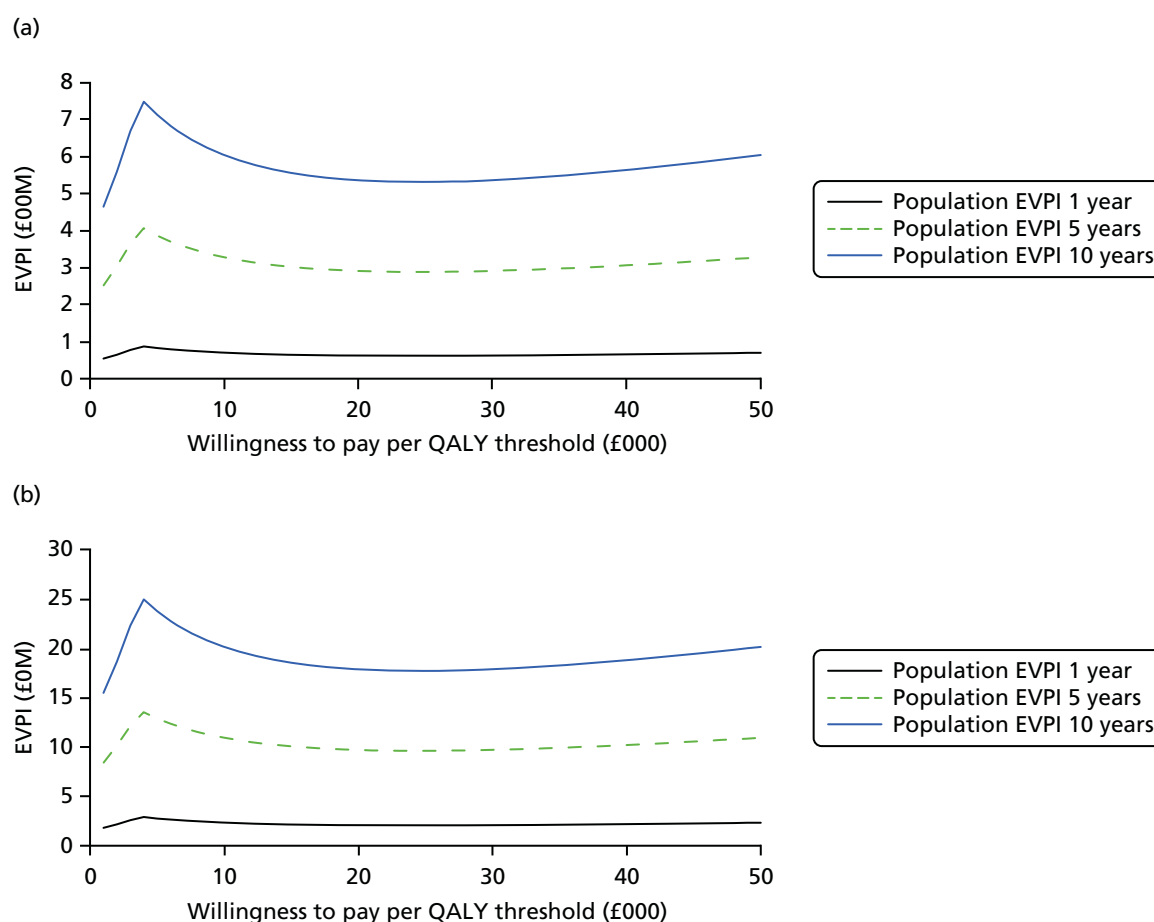 (a)
8
7
6
5
4
3
2
1
0
EVPI (£00M)
0 10 20 30 40 50
Willingness to pay per QALY threshold (£000)
Population EVPI 1 year
Population EVPI 5 years
Population EVPI 10 years
(b)
30
25
20
15
10
5
0
EVPI (£0M)
0 10 20 30 40 50
Willingness to pay per QALY threshold (£000)
Population EVPI 1 year
Population EVPI 5 years
Population EVPI 10 years